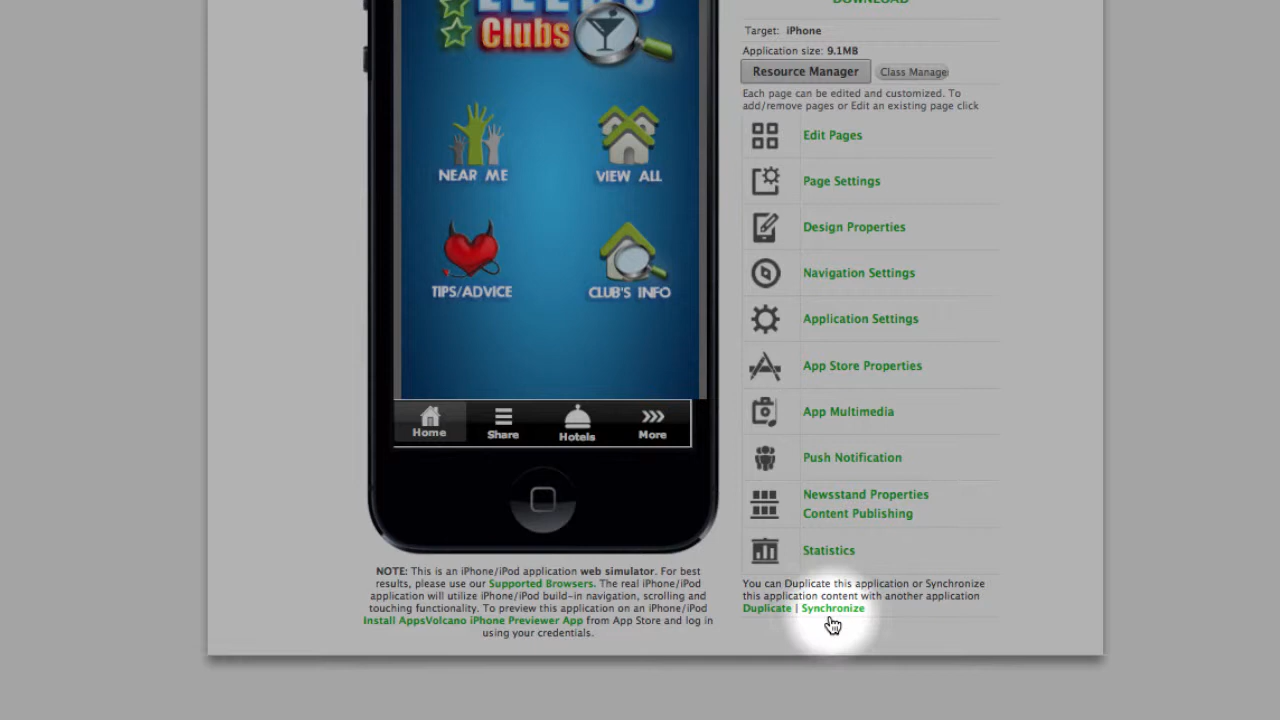 DOWNLOAD
Clubs
Target: iPhone
Application size: 9.1MB
Resource Manager
Class Manage
Each page can be edited and customized. To
add/remove pages or Edit an existing page click
NEAR ME
VIEW ALL
TIPS/ADVICE
CLUB'S INFO
Home
Share
Hotels
More
Edit Pages
Page Settings
Design Properties
Navigation Settings
Application Settings
App Store Properties
App Multimedia
Push Notification
Newsstand Properties
Content Publishing
Statistics
NOTE: This is an iPhone/iPod application web simulator. For best
results, please use our Supported Browsers. The real iPhone/iPod
application will utilize iPhone/iPod build-in navigation, scrolling and
touching functionality. To preview this application on an iPhone/iPod
Install AppsVolcano iPhone Previewer App from App Store and log in
using your credentials.
You can Duplicate this application or Synchronize
this application content with another application
Duplicate | Synchronize